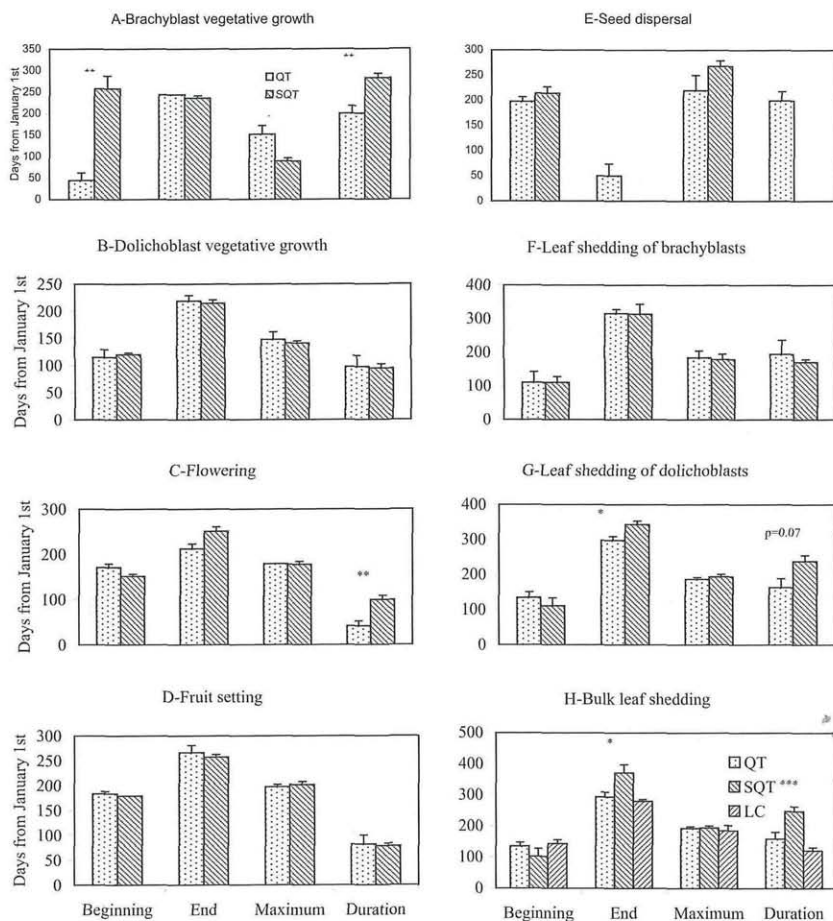 A-Brachyblast vegetative growth
Days from January 1st
350
300
250
200
150
100
50
0
**
QT
SQT
**
E-Seed dispersal
300
250
200
150
100
50
0
B-Dolichoblast vegetative growth
Days from January 1st
250
200
150
100
50
0
F-Leaf shedding of brachyblasts
400
300
200
100
0
C-Flowering
Days from January 1st
300
200
100
0
**
G-Leaf shedding of dolichoblasts
400
300
200
100
0
*
p=0.07
D-Fruit setting
Days from January 1st
300
250
200
150
100
50
0
Beginning End Maximum Duration
H-Bulk leaf shedding
500
400
300
200
100
0
*
QT
SQT ***
LC
Beginning End Maximum Duration